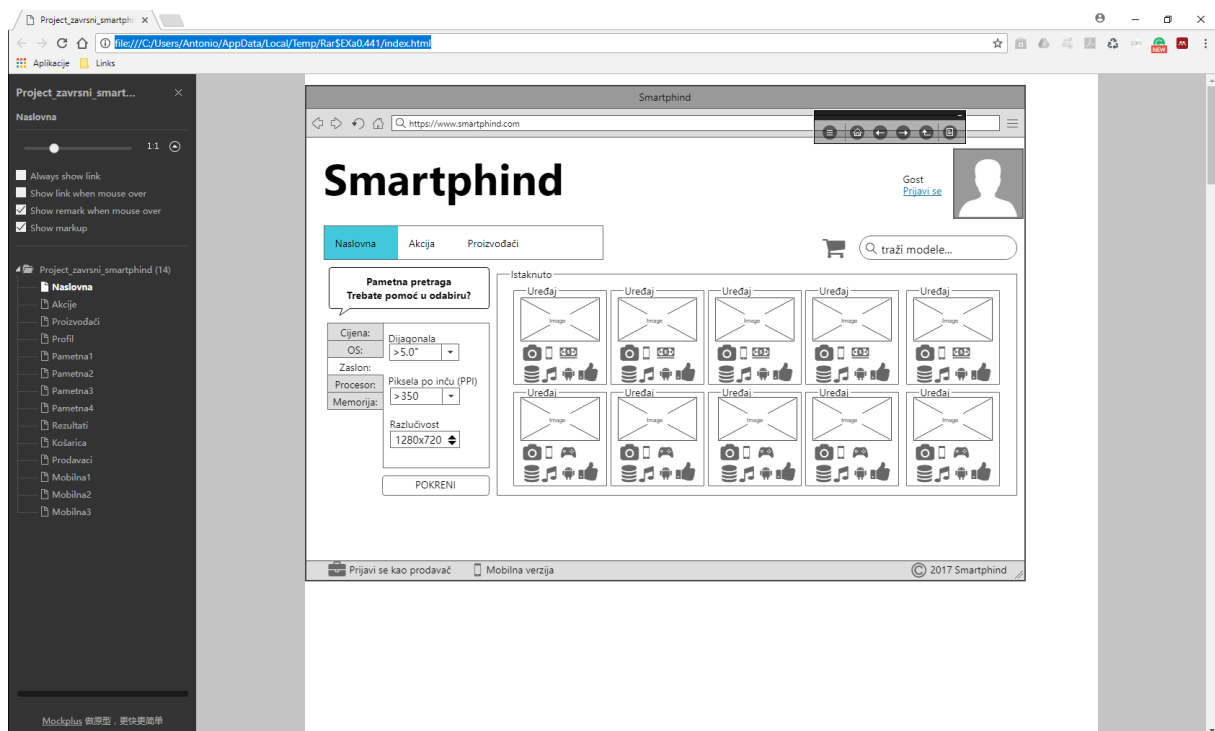 Project_zavrsni_smartph
file:///C:/Users/Antonio/AppData/Local/Temp/Rar$EXa0.441/index.html
NEW
Aplikacije
Links
Project_zavrsni_smart...
Naslovna
1:1
Always show link
Show link when mouse over
Show remark when mouse over
Show markup
Project_zavrsni_smartphind (14)
Naslovna
Akcije
Proizvođači
Profil
Pametna1
Pametna2
Pametna3
Pametna4
Rezultati
Košarica
Prodavaci
Mobilna1
Mobilna2
Mobilna3
Mockplus 做原型，更快更简单
Smartphind
https://www.smartphind.com
Smartphind
Gost
Prijavi se
Naslovna Akcija Proizvođači
traži modele...
Pametna pretraga
Trebate pomoć u odabiru?
Cijena:
OS:
Zaslon:
Procesor:
Memorija:
Dijagonala
>5.0"
Piksela po inču (PPI)
>350
Razlučivost
1280x720
POKRENI
Istaknuto
Uređaj Uređaj Uređaj Uređaj Uređaj
Image Image Image Image Image
Uređaj Uređaj Uređaj Uređaj Uređaj
Image Image Image Image Image
Prijavi se kao prodavač Mobilna verzija © 2017 Smartphind